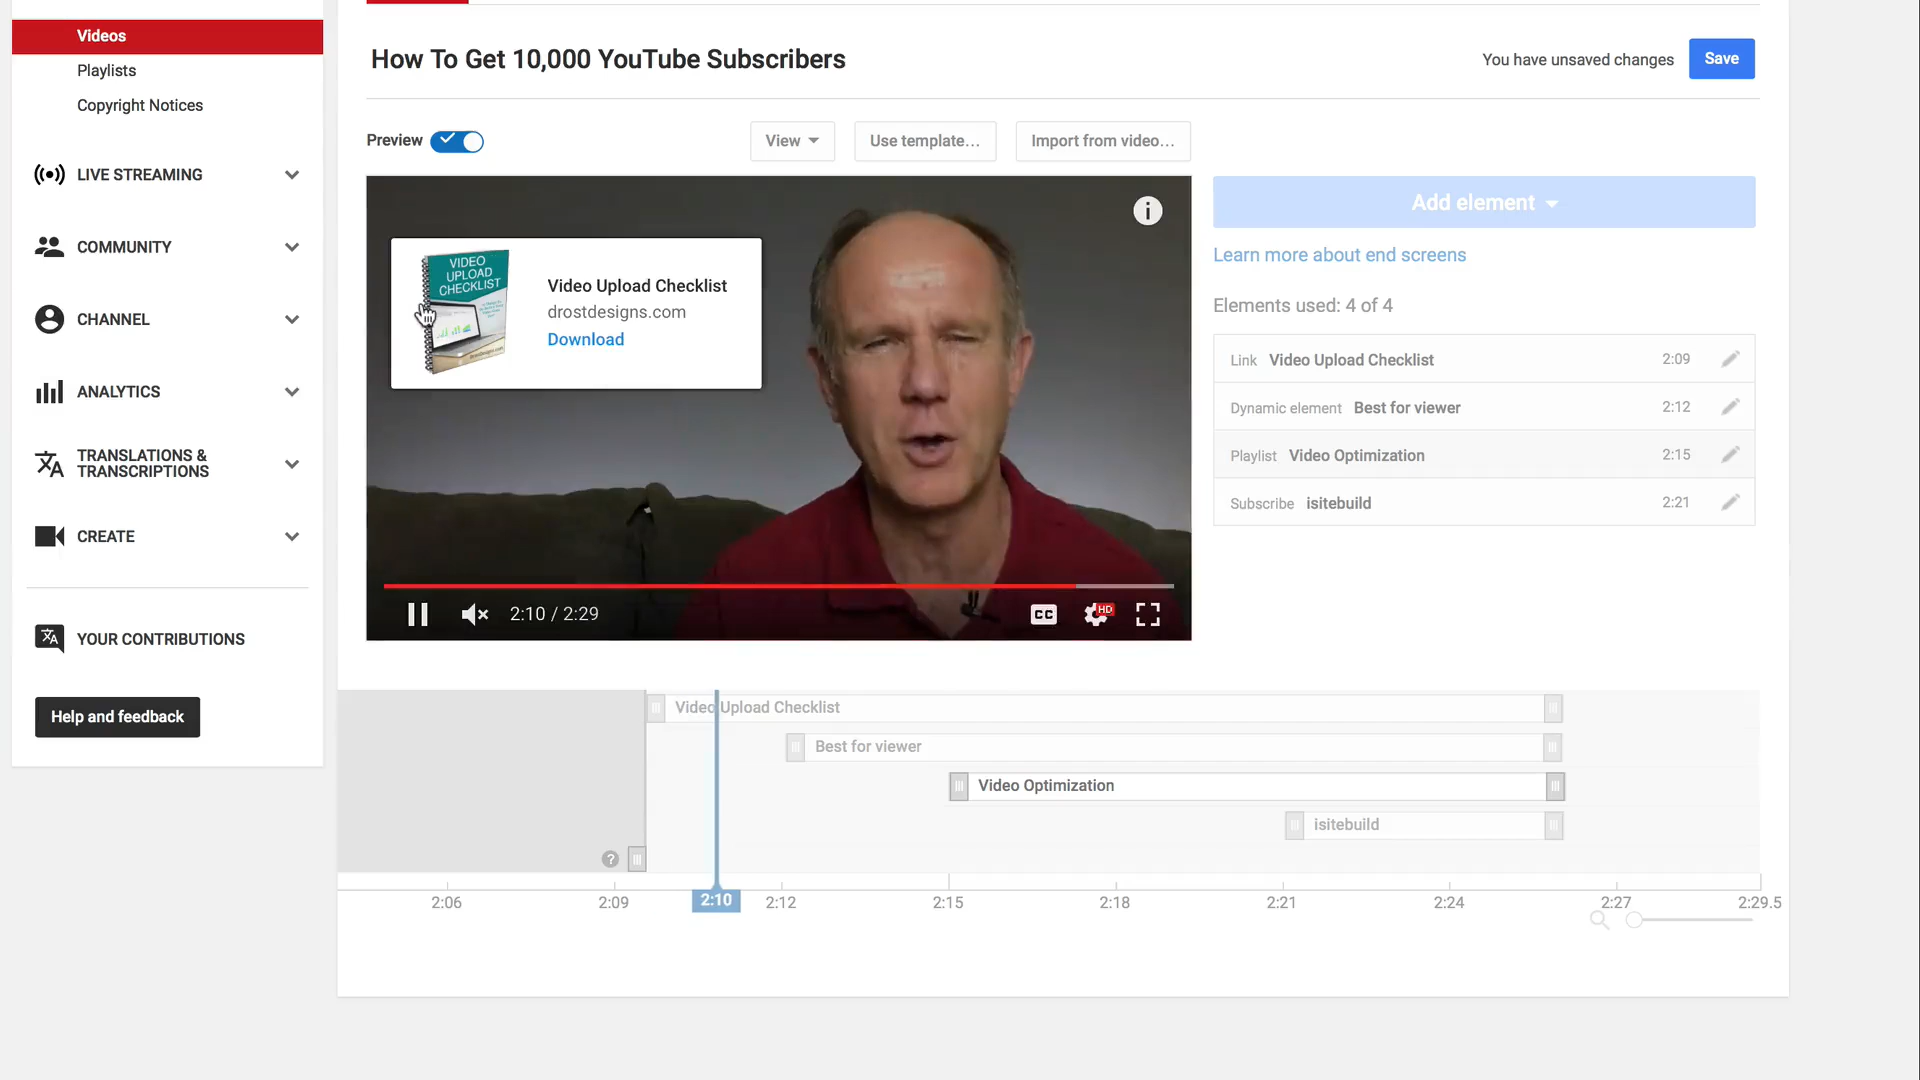 Videos
Playlists
Copyright Notices
LIVE STREAMING
COMMUNITY
CHANNEL
ANALYTICS
TRANSLATIONS &
TRANSCRIPTIONS
CREATE
YOUR CONTRIBUTIONS
Help and feedback
How To Get 10,000 YouTube Subscribers
You have unsaved changes
Save
Preview
View
Use template...
Import from video...
VIDEO
UPLOAD
CHECKLIST
Video Upload Checklist
drostdesigns.com
Download
i
2:10 / 2:29
CC
HD
Add element
Learn more about end screens
Elements used: 4 of 4
Link Video Upload Checklist 2:09
Dynamic element Best for viewer 2:12
Playlist Video Optimization 2:15
Subscribe isitebuild 2:21
Video Upload Checklist
Best for viewer
Video Optimization
isitebuild
?
2:06 2:09 2:10 2:12 2:15 2:18 2:21 2:24 2:27 2:29.5